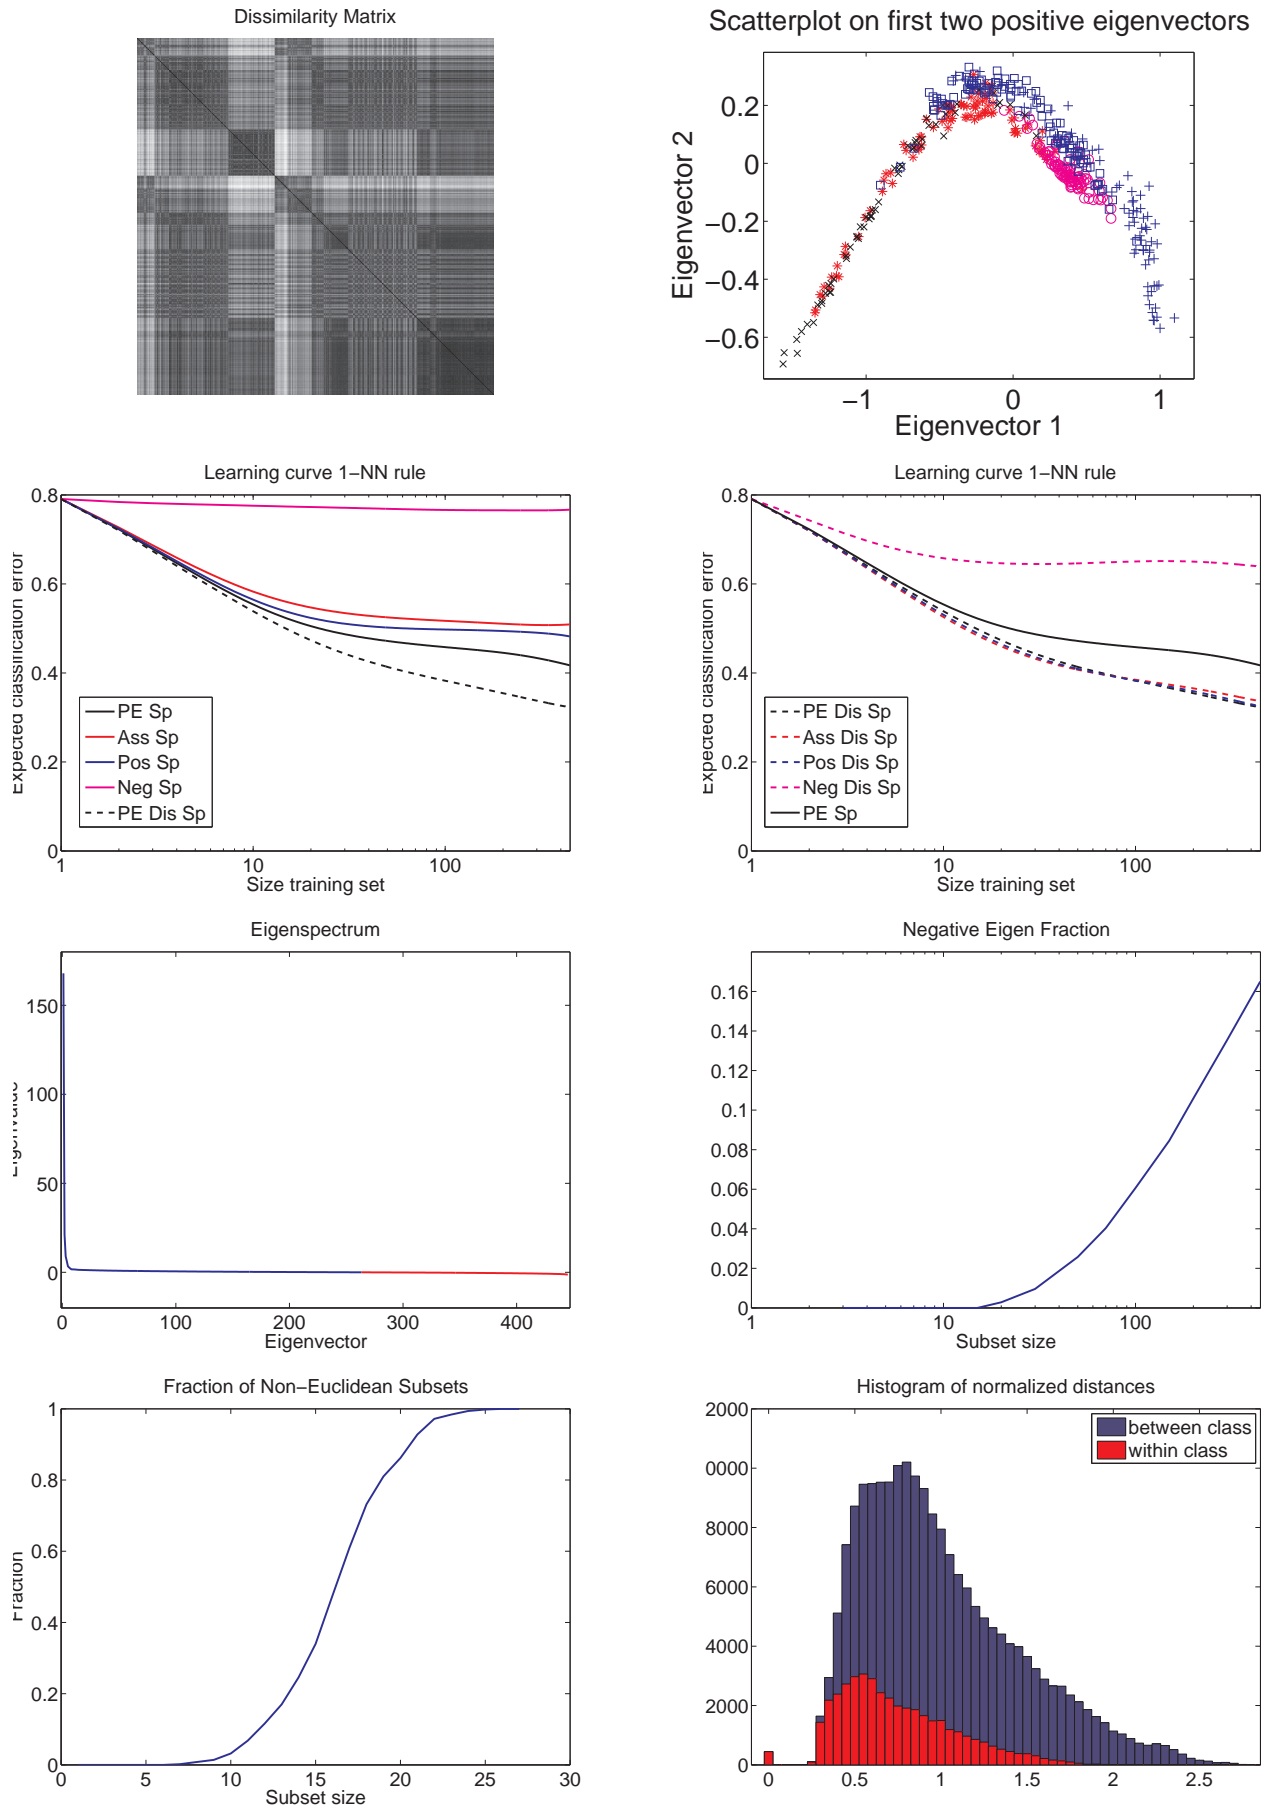 Dissimilarity Matrix
Scatterplot on first two positive eigenvectors
Eigenvector 2
0.2
0
−0.2
−0.4
−0.6
−1 0 1
Eigenvector 1
Learning curve 1−NN rule
Expected classification error
0.8
0.6
0.4
0.2
0
PE Sp
Ass Sp
Pos Sp
Neg Sp
PE Dis Sp
1 10 100
Size training set
Learning curve 1−NN rule
Expected classification error
0.8
0.6
0.4
0.2
0
PE Dis Sp
Ass Dis Sp
Pos Dis Sp
Neg Dis Sp
PE Sp
1 10 100
Size training set
Eigenspectrum
Eigenvalue
150
100
50
0
0 100 200 300 400
Eigenvector
Negative Eigen Fraction
0.16
0.14
0.12
0.1
0.08
0.06
0.04
0.02
0
1 10 100
Subset size
Fraction of Non−Euclidean Subsets
Fraction
1
0.8
0.6
0.4
0.2
0
0 5 10 15 20 25 30
Subset size
Histogram of normalized distances
2000
0000
8000
6000
4000
2000
0
between class
within class
0 0.5 1 1.5 2 2.5